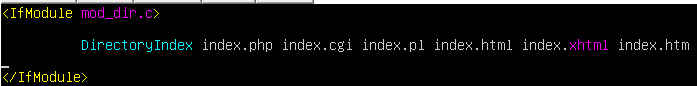 <IfModule mod_dir.c>
DirectoryIndex index.php index.cgi index.pl index.html index.xhtml index.htm
</IfModule>